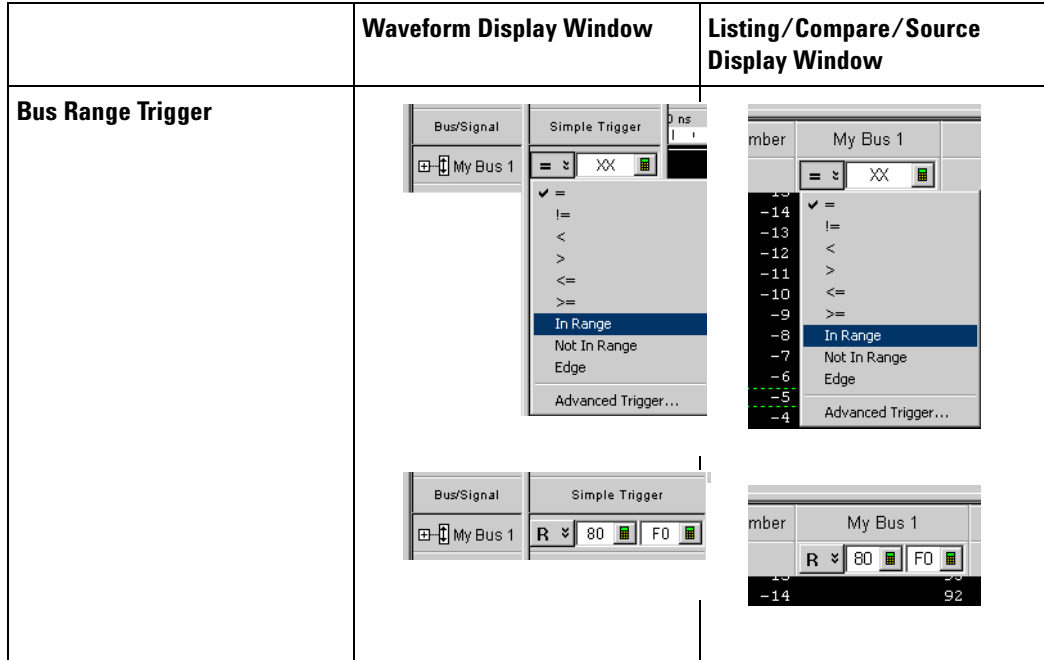 Waveform Display Window
Listing/Compare/Source
Display Window
Bus Range Trigger
Bus/Signal
Simple Trigger
ns
My Bus 1
=
XX
✔ =
!=
<
>
<=
>=
In Range
Not In Range
Edge
Advanced Trigger...
mber
My Bus 1
=
XX
-14
-13
-12
-11
-10
-9
-8
-7
-6
-5
-4
✔ =
!=
<
>
<=
>=
In Range
Not In Range
Edge
Advanced Trigger...
Bus/Signal
Simple Trigger
My Bus 1
R
80
F0
mber
My Bus 1
R
80
F0
-14
92